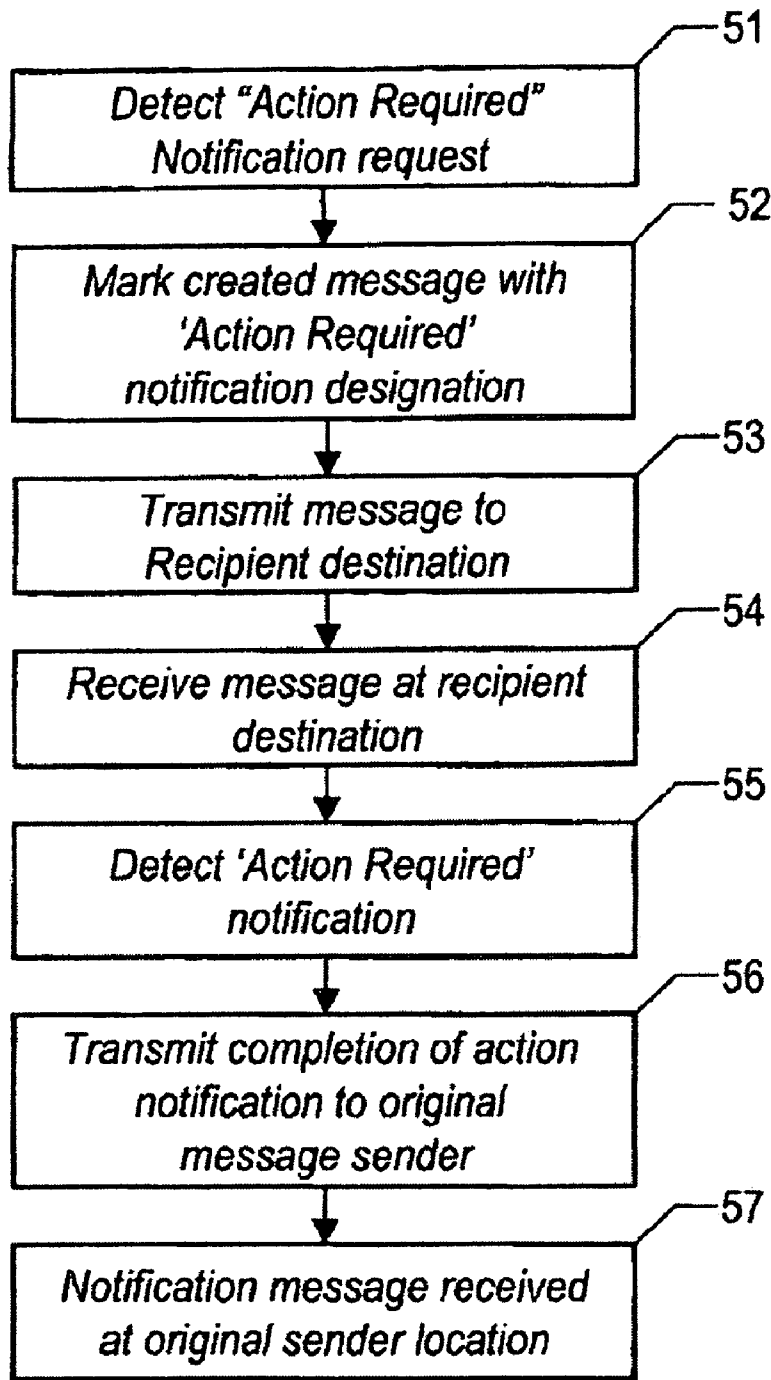 51
Detect “Action Required”
Notification request
52
Mark created message with
‘Action Required’
notification designation
53
Transmit message to
Recipient destination
54
Receive message at recipient
destination
55
Detect ‘Action Required’
notification
56
Transmit completion of action
notification to original
message sender
57
Notification message received
at original sender location